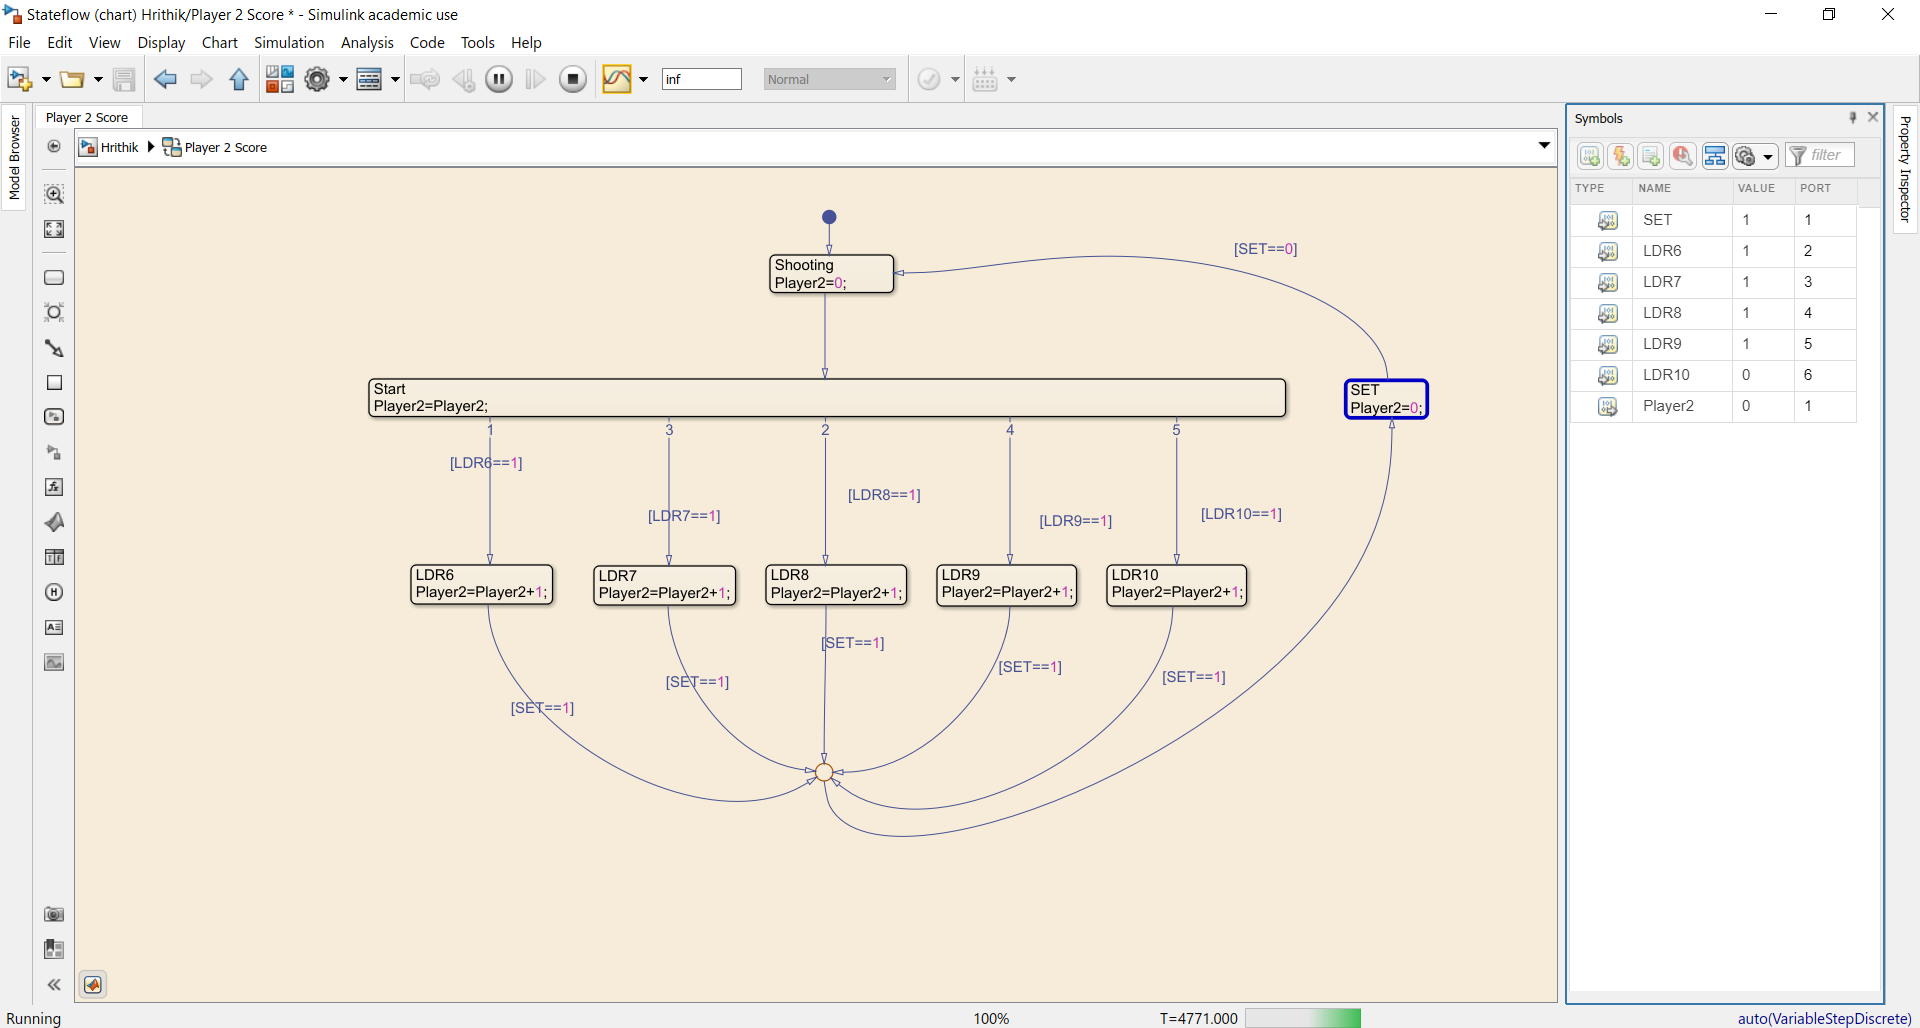 Stateflow (chart) Hrithik/Player 2 Score * - Simulink academic use
File Edit View Display Chart Simulation Analysis Code Tools Help
inf
Normal
Model Browser
Player 2 Score
Hrithik
Player 2 Score
Shooting
Player2=0;
[SET==0]
Start
Player2=Player2;
SET
Player2=0;
1
3
2
4
5
[LDR6==1]
[LDR7==1]
[LDR8==1]
[LDR9==1]
[LDR10==1]
LDR6
Player2=Player2+1;
LDR7
Player2=Player2+1;
LDR8
Player2=Player2+1;
LDR9
Player2=Player2+1;
LDR10
Player2=Player2+1;
[SET==1]
[SET==1]
[SET==1]
[SET==1]
[SET==1]
Symbols
filter
TYPE NAME VALUE PORT
SET 1 1
LDR6 1 2
LDR7 1 3
LDR8 1 4
LDR9 1 5
LDR10 0 6
Player2 0 1
Property Inspector
Running
100%
T=4771.000
auto(VariableStepDiscrete)